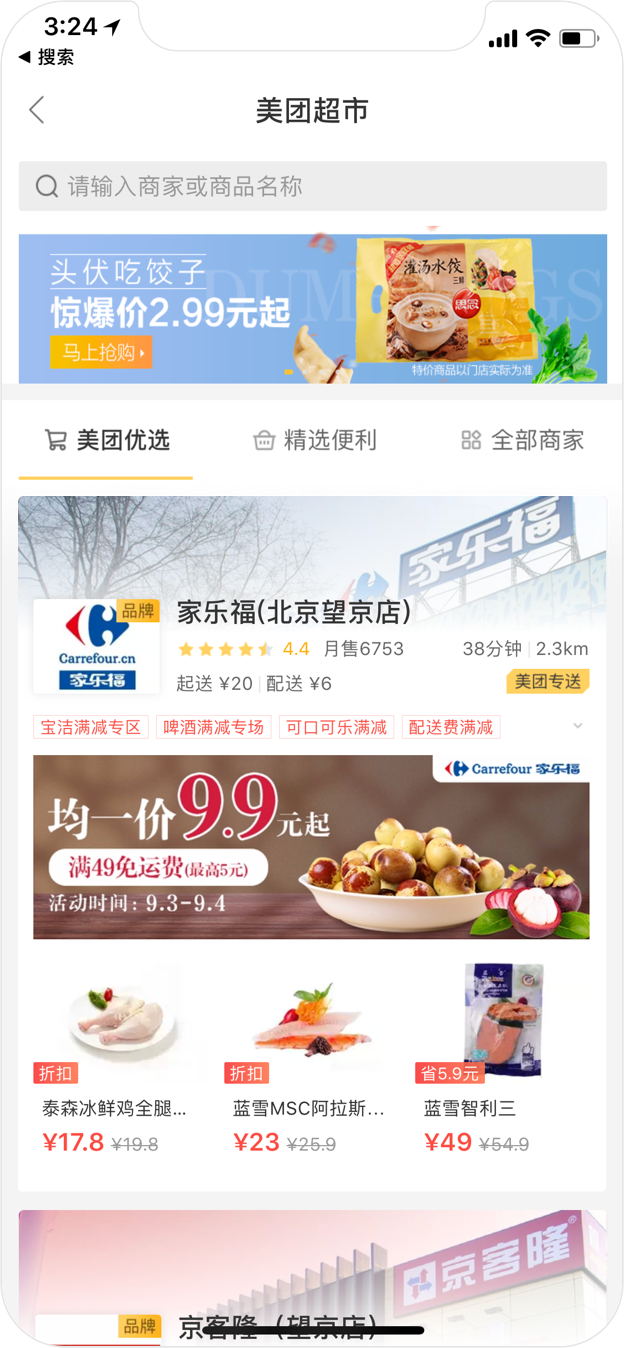 3:24
◀ 搜索
美团超市
请输入商家或商品名称
DUMPLINGS
头伏吃饺子
惊爆价2.99元起
马上抢购
灌汤水饺
三鲜
思念
特价商品以门店实际为准
美团优选
精选便利
全部商家
家乐福
品牌
Carrefour.cn
家乐福
家乐福(北京望京店)
4.4 月售6753 38分钟 2.3km
起送 ¥20 配送 ¥6 美团专送
宝洁满减专区 啤酒满减专场 可口可乐满减 配送费满减
Carrefour 家乐福
均一价9.9元起
满49免运费(最高5元)
活动时间：9.3-9.4
折扣
折扣
省5.9元
泰森冰鲜鸡全腿...
蓝雪MSC阿拉斯...
蓝雪智利三
¥17.8 ¥19.8
¥23 ¥25.9
¥49 ¥54.9
京客隆®
品牌
京客隆（望京店）